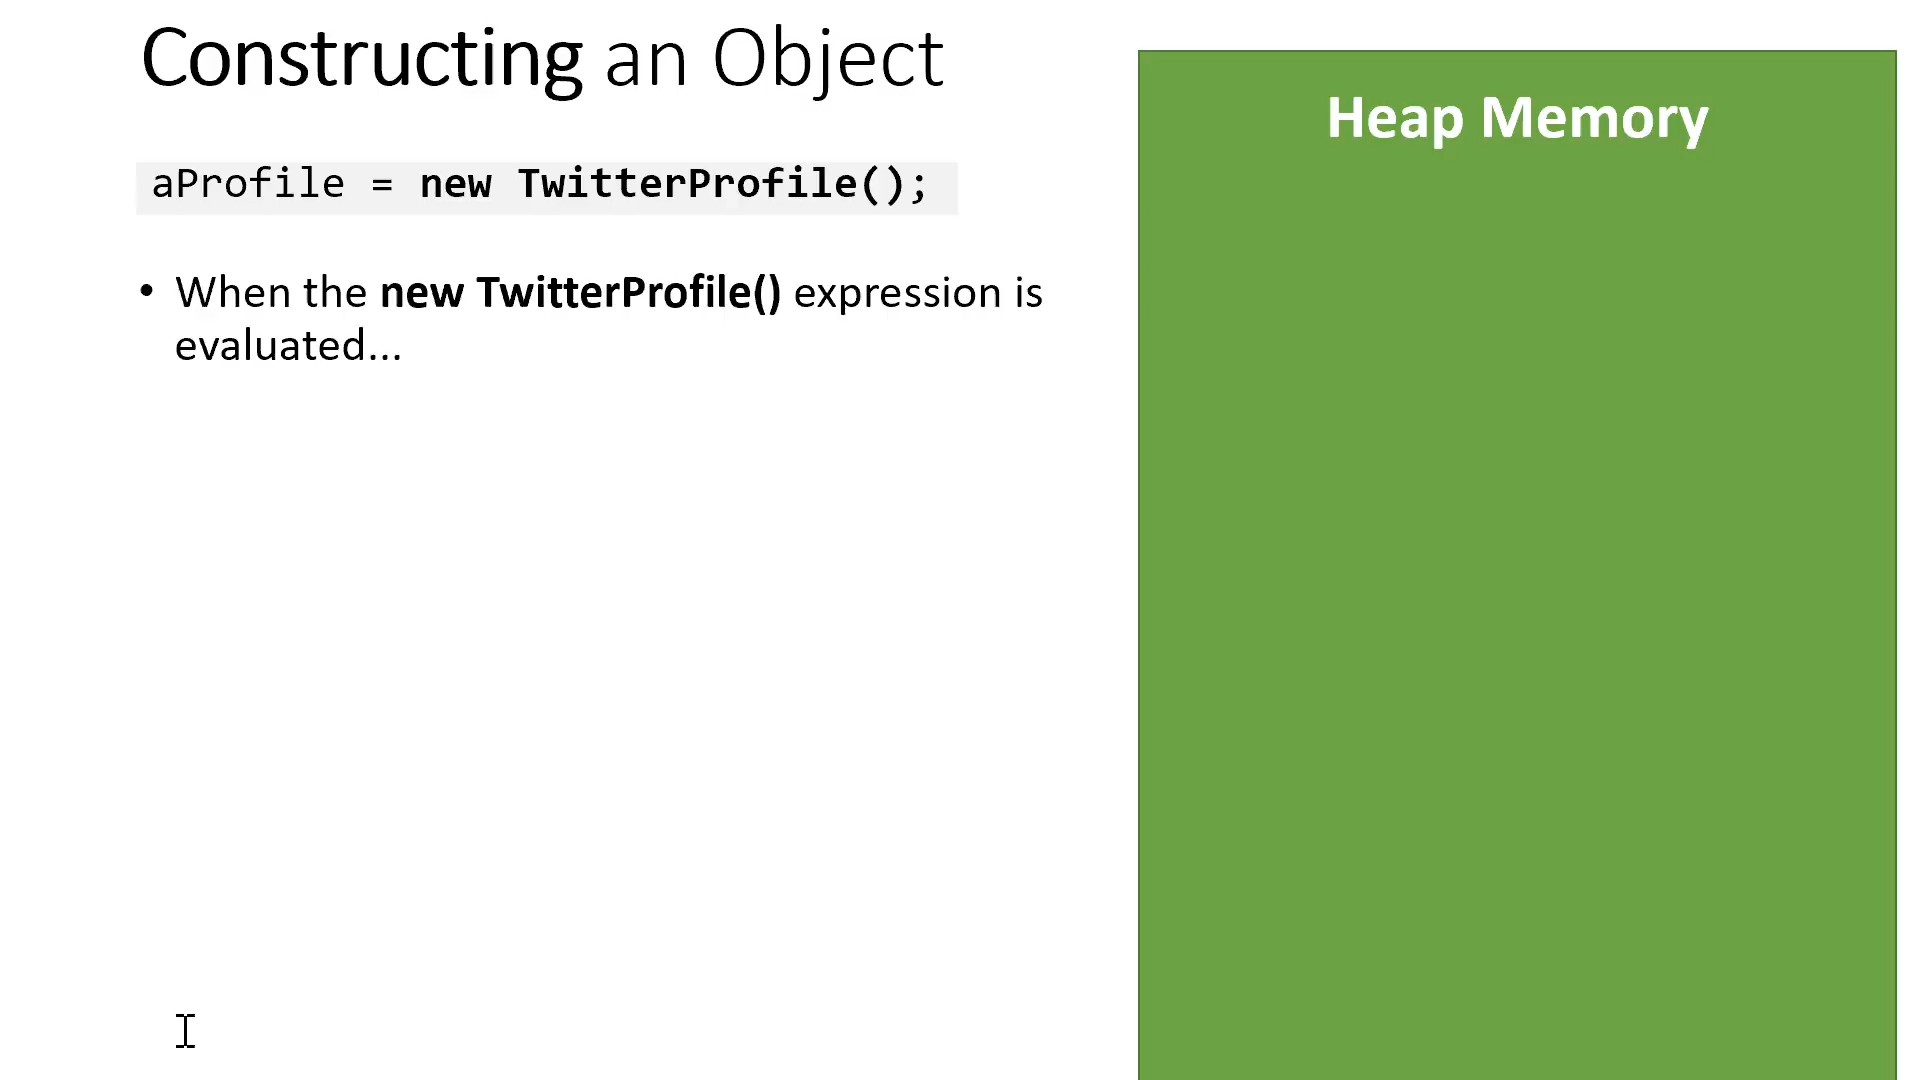 Constructing an Object
aProfile = new TwitterProfile();
• When the new TwitterProfile() expression is
evaluated...
Heap Memory